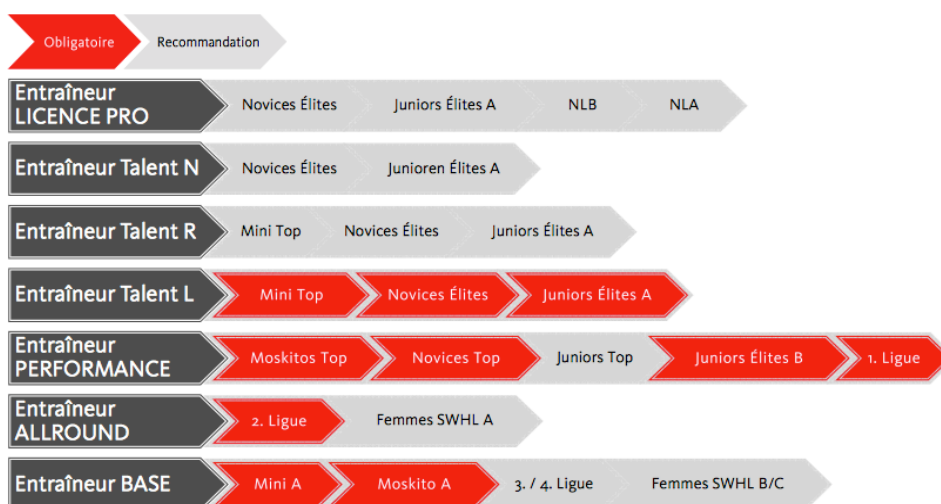 Obligatoire Recommandation
Entraîneur
LICENCE PRO Novices Élites Juniors Élites A NLB NLA
Entraîneur Talent N Novices Élites Junioren Élites A
Entraîneur Talent R Mini Top Novices Élites Juniors Élites A
Entraîneur Talent L Mini Top Novices Élites Juniors Élites A
Entraîneur
PERFORMANCE Moskitos Top Novices Top Juniors Top Juniors Élites B 1. Ligue
Entraîneur
ALLROUND 2. Ligue Femmes SWHL A
Entraîneur BASE Mini A Moskito A 3. / 4. Ligue Femmes SWHL B/C